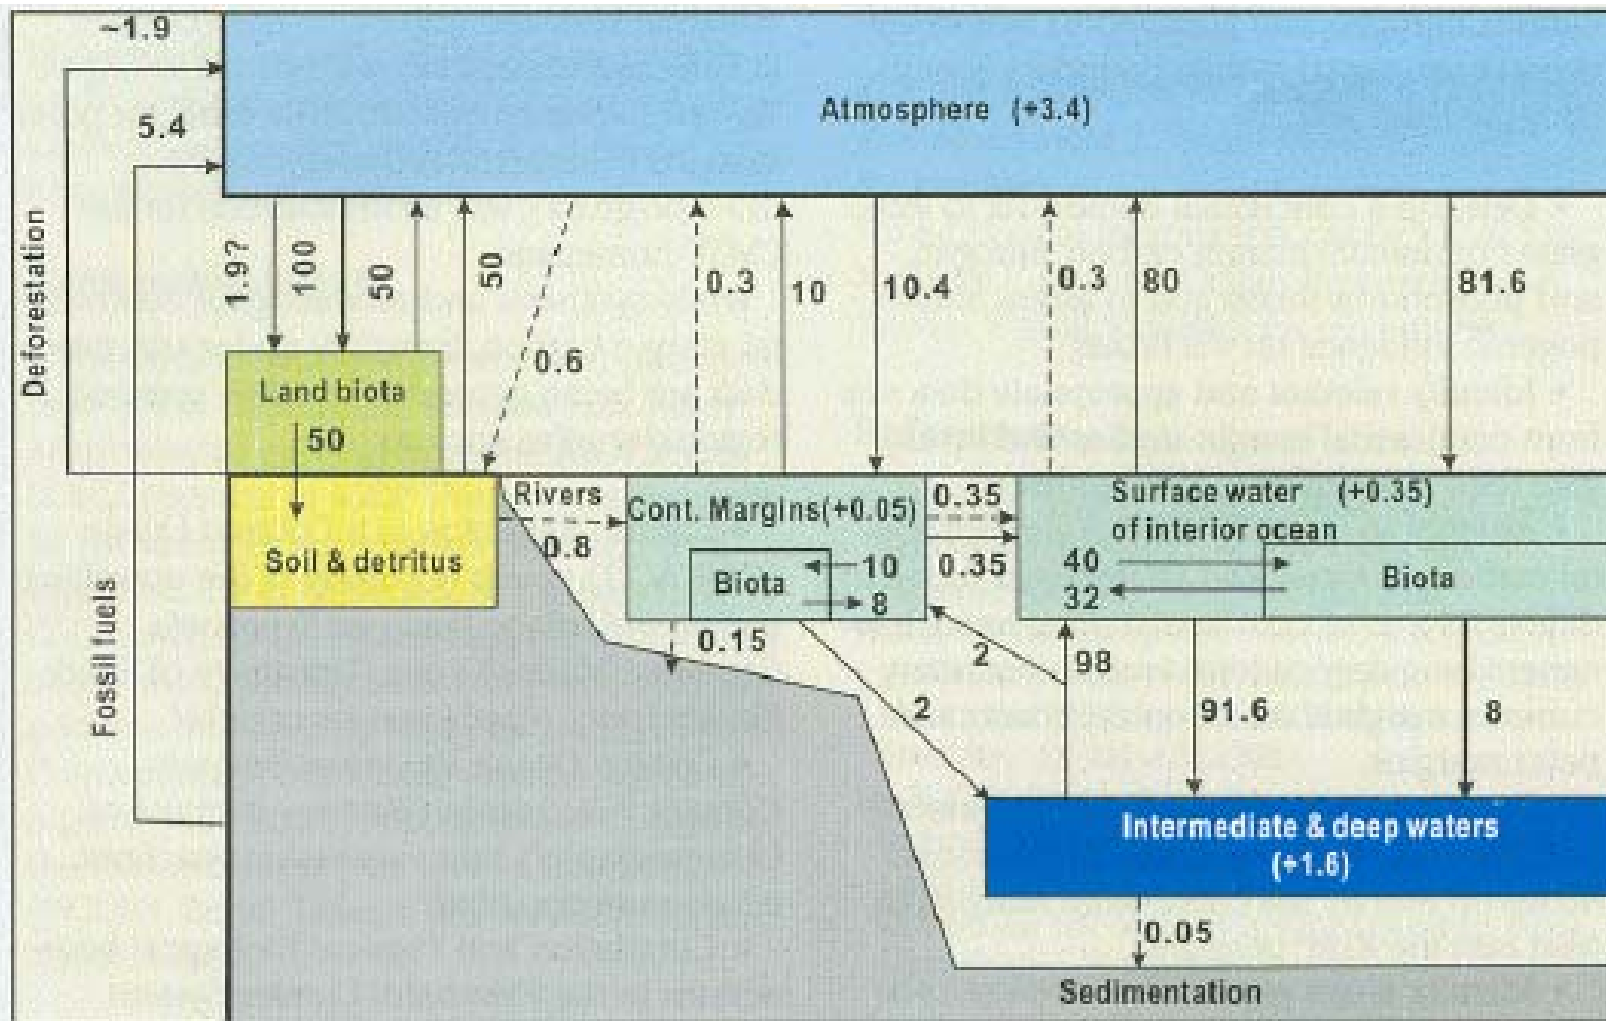 ~1.9
Atmosphere (+3.4)
5.4
Deforestation
Fossil fuels
1.9?
100
50
50
0.6
0.3
10
10.4
0.3
80
81.6
Land biota
50
Soil & detritus
Rivers
0.8
Cont. Margins(+0.05)
10
Biota
8
0.35
0.35
Surface water (+0.35)
of interior ocean
40
32
Biota
0.15
2
2
98
91.6
8
Intermediate & deep waters
(+1.6)
0.05
Sedimentation